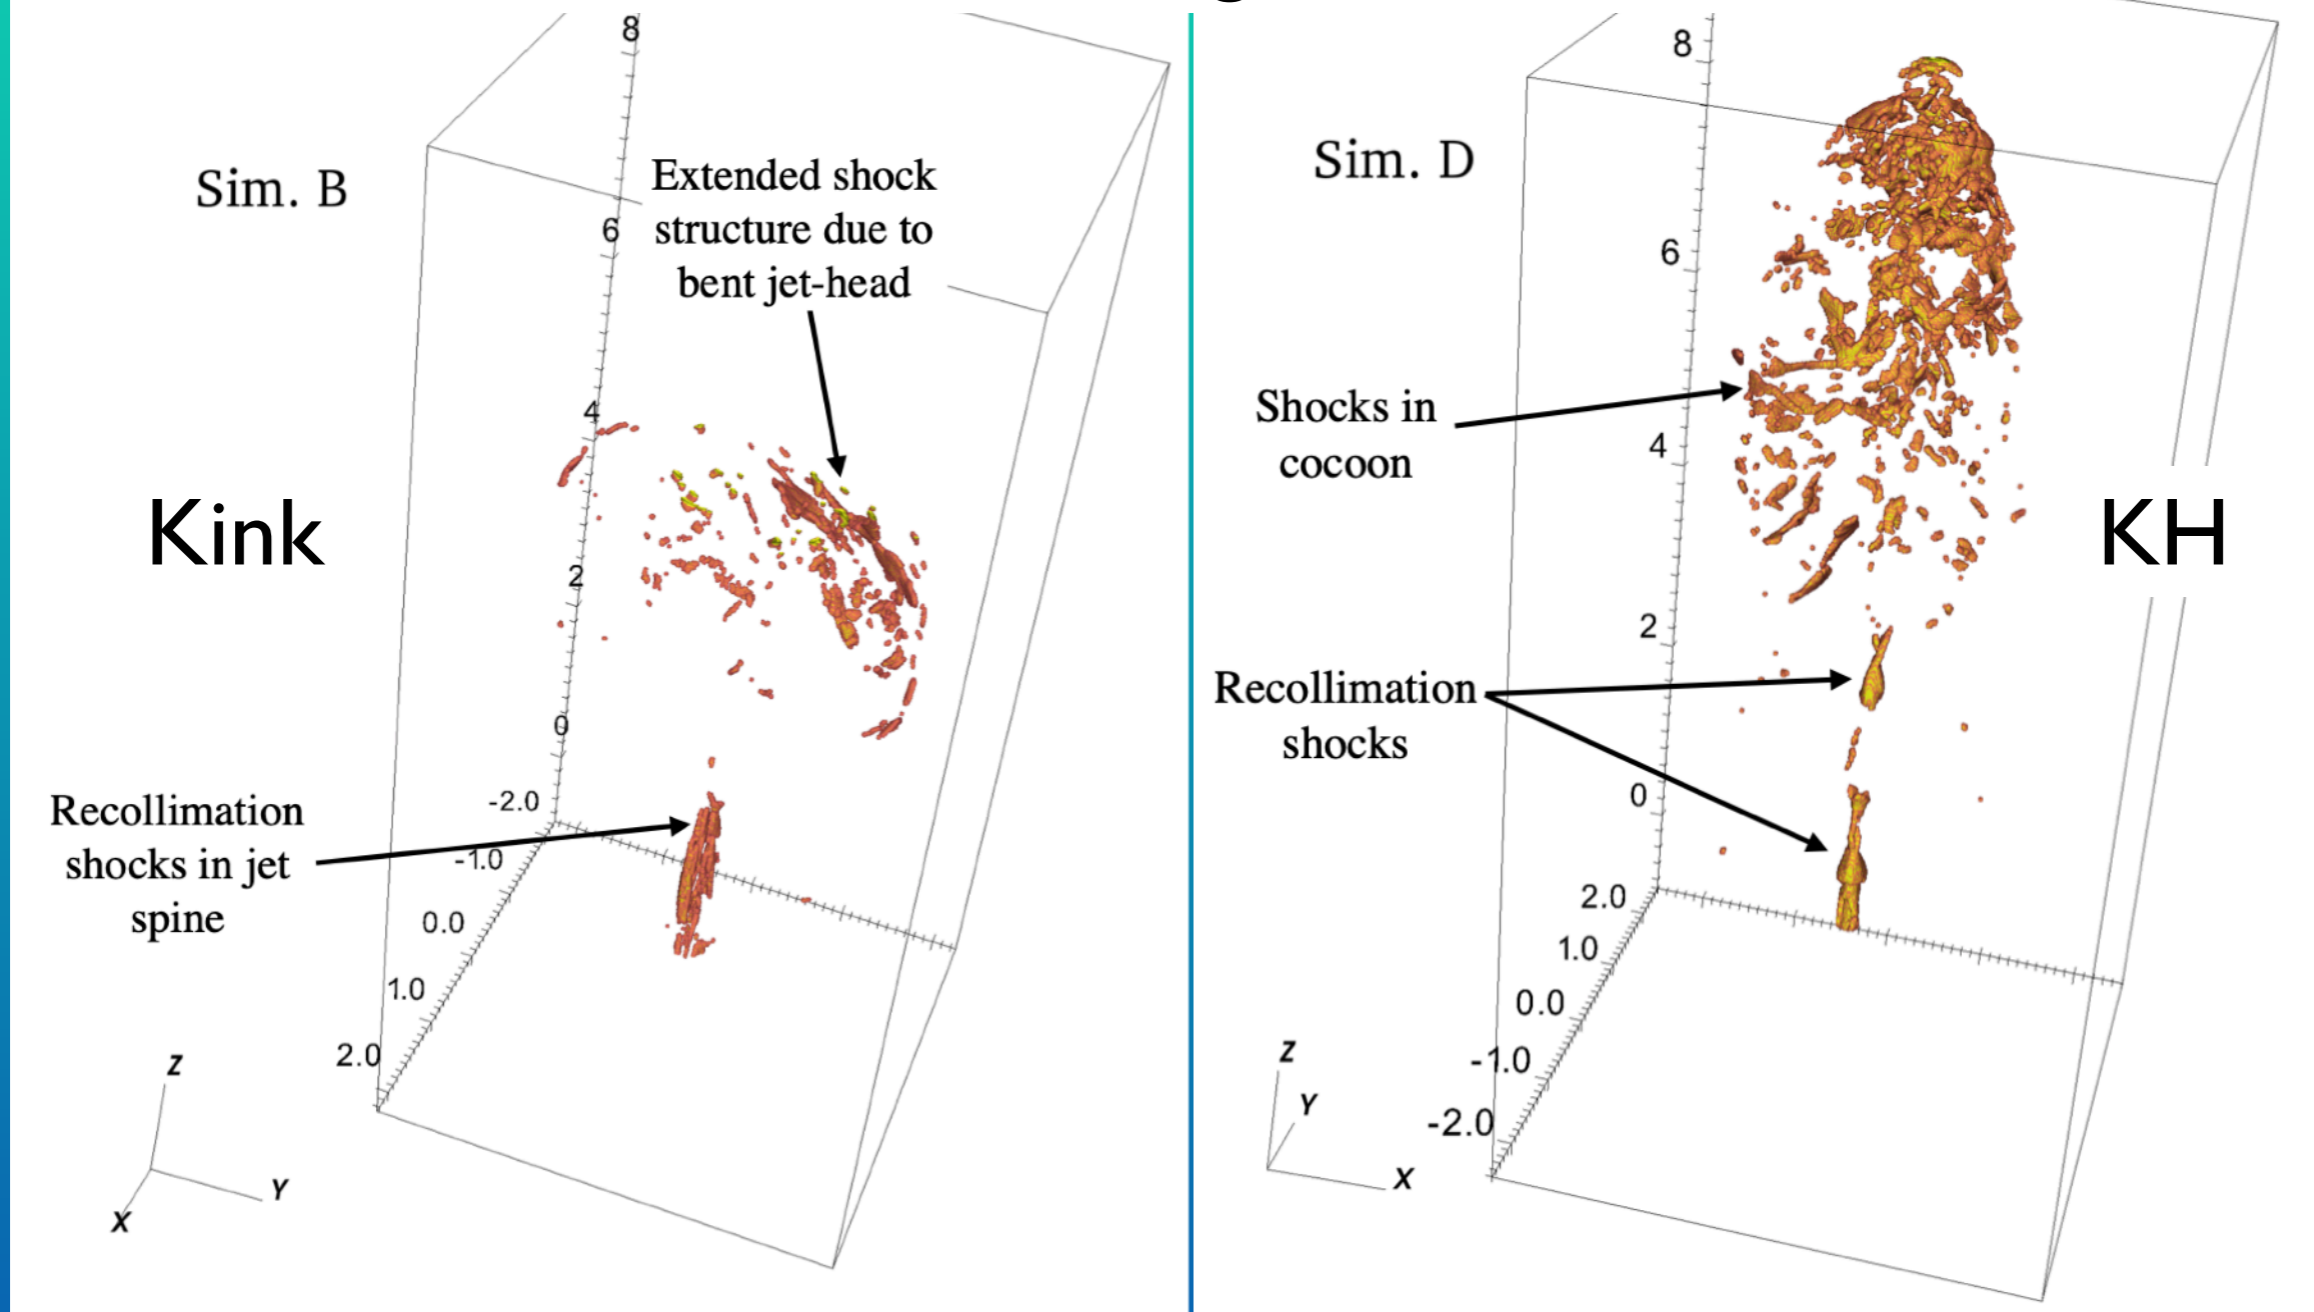 8
Sim. B
Extended shock
structure due to
bent jet-head
6
4
Kink
2
0
Recollimation
shocks in jet
spine
-2.0
-1.0
0.0
1.0
2.0
Z
Y
X
8
Sim. D
6
Shocks in
cocoon
4
KH
2
Recollimation
shocks
0
2.0
1.0
0.0
-1.0
-2.0
Z
Y
X